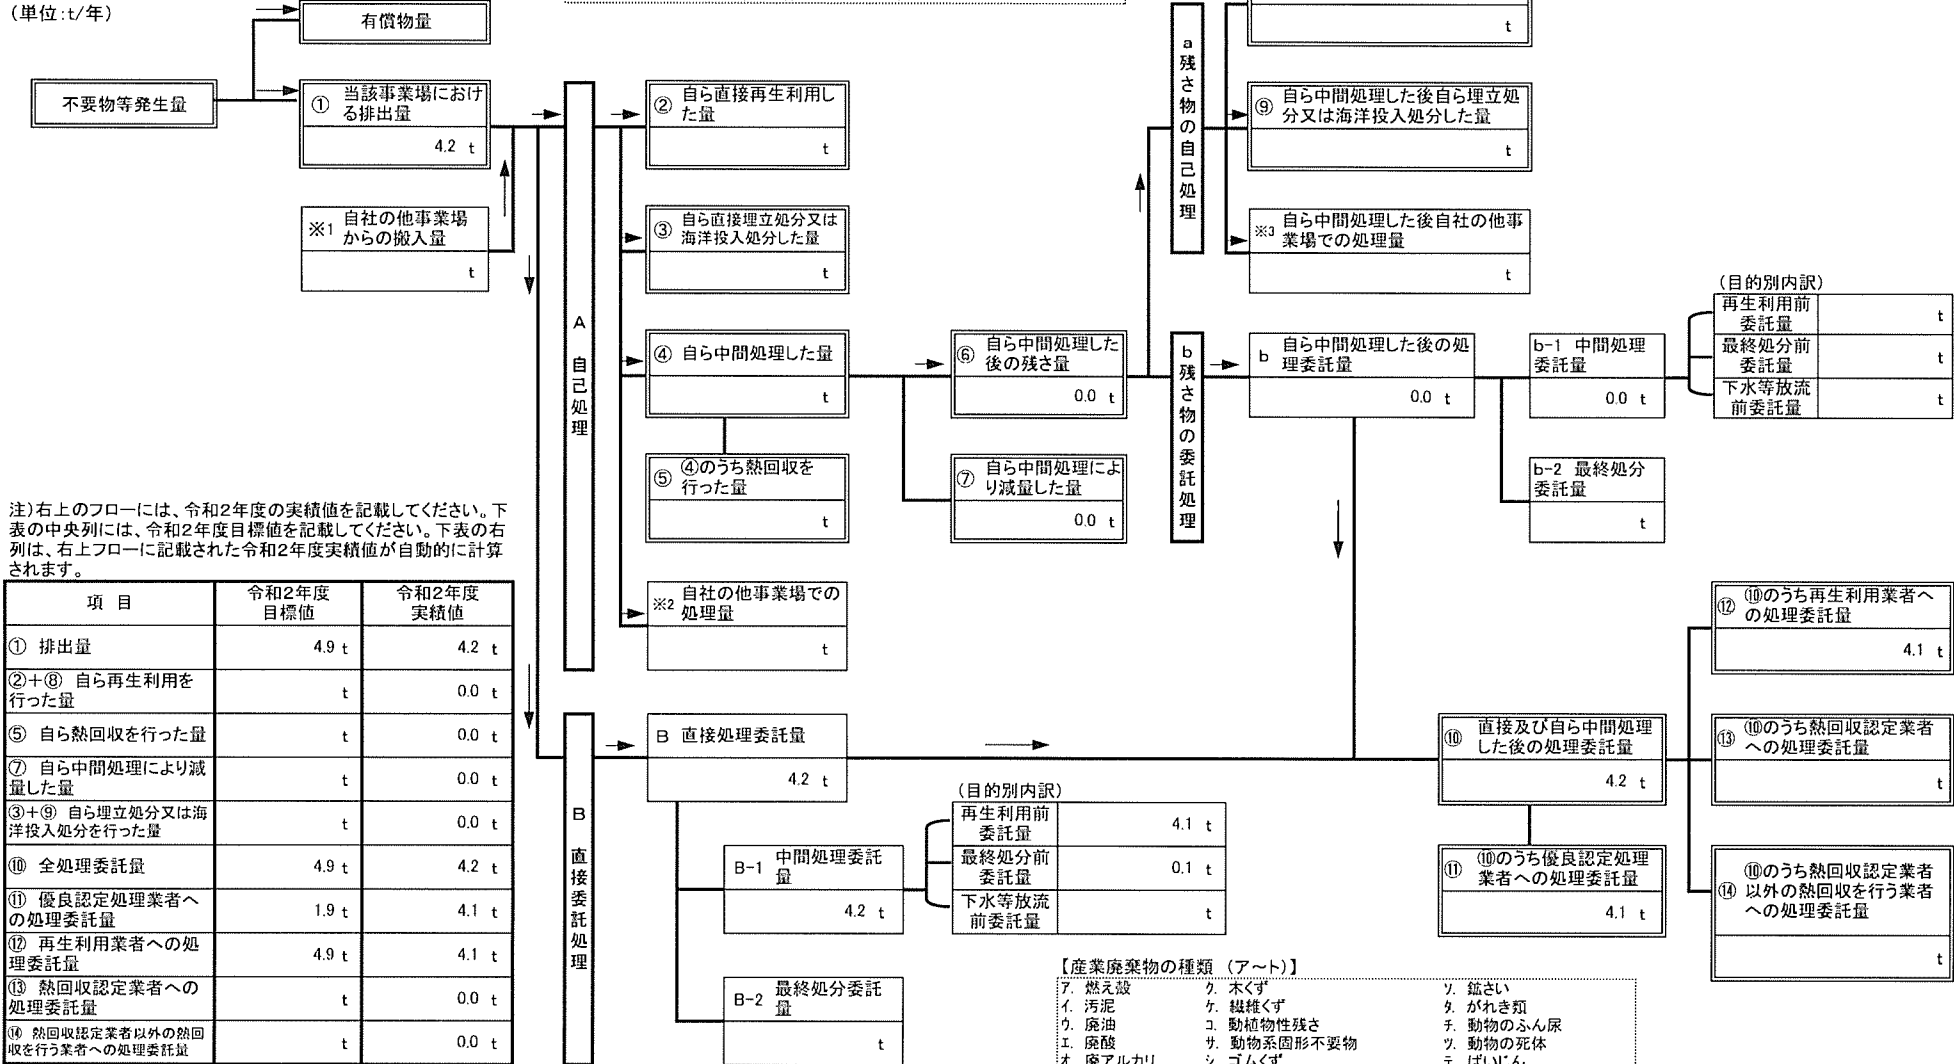 (単位:t/年)
有償物量
不要物等発生量
① 当該事業場におけ
る排出量
4.2 t
※1 自社の他事業場
からの搬入量
t
A 自己処理
② 自ら直接再生利用し
た量
t
③ 自ら直接埋立処分又は
海洋投入処分した量
t
④ 自ら中間処理した量
t
⑤ ④のうち熱回収を
行った量
t
※2 自社の他事業場での
処理量
t
⑥ 自ら中間処理した
後の残さ量
0.0 t
⑦ 自ら中間処理によ
り減量した量
0.0 t
a 残さ物の自己処理
t
⑨ 自ら中間処理した後自ら埋立処
分又は海洋投入処分した量
t
※3 自ら中間処理した後自社の他事
業場での処理量
t
b 残さ物の委託処理
b 自ら中間処理した後の処
理委託量
0.0 t
b-1 中間処理
委託量
0.0 t
(目的別内訳)
再生利用前
委託量
t
最終処分前
委託量
t
下水等放流
前委託量
t
b-2 最終処分
委託量
t
注)右上のフローには、令和2年度の実績値を記載してください。下
表の中央列には、令和2年度目標値を記載してください。下表の右
列は、右上フローに記載された令和2年度実績値が自動的に計算
されます。
項 目 令和2年度 目標値 令和2年度 実績値
① 排出量 4.9 t 4.2 t
②+⑧ 自ら再生利用を
行った量 t 0.0 t
⑤ 自ら熱回収を行った量 t 0.0 t
⑦ 自ら中間処理により減
量した量 t 0.0 t
③+⑨ 自ら埋立処分又は海
洋投入処分を行った量 t 0.0 t
⑩ 全処理委託量 4.9 t 4.2 t
⑪ 優良認定処理業者へ
の処理委託量 1.9 t 4.1 t
⑫ 再生利用業者への処
理委託量 4.9 t 4.1 t
⑬ 熱回収認定業者への
処理委託量 t 0.0 t
⑭ 熱回収認定業者以外の熱回
収を行う業者への処理委託量 t 0.0 t
B 直接委託処理
B 直接処理委託量
4.2 t
B-1 中間処理委託
量
4.2 t
(目的別内訳)
再生利用前
委託量
4.1 t
最終処分前
委託量
0.1 t
下水等放流
前委託量
t
B-2 最終処分委託
量
t
⑩ 直接及び自ら中間処理
した後の処理委託量
4.2 t
⑪ ⑩のうち優良認定処理
業者への処理委託量
4.1 t
⑫ ⑩のうち再生利用業者へ
の処理委託量
4.1 t
⑬ ⑩のうち熱回収認定業者
への処理委託量
t
⑭ ⑩のうち熱回収認定業者
以外の熱回収を行う業者
への処理委託量
t
【産業廃棄物の種類 (ア~ト)】
ア. 燃え殻 ク. 木くず ソ. 鉱さい
イ. 汚泥 ケ. 繊維くず タ. がれき類
ウ. 廃油 コ. 動植物性残さ チ. 動物のふん尿
エ. 廃酸 サ. 動物系固形不要物 ツ. 動物の死体
オ. 廃アルカリ シ. ゴムくず テ. ばいじん